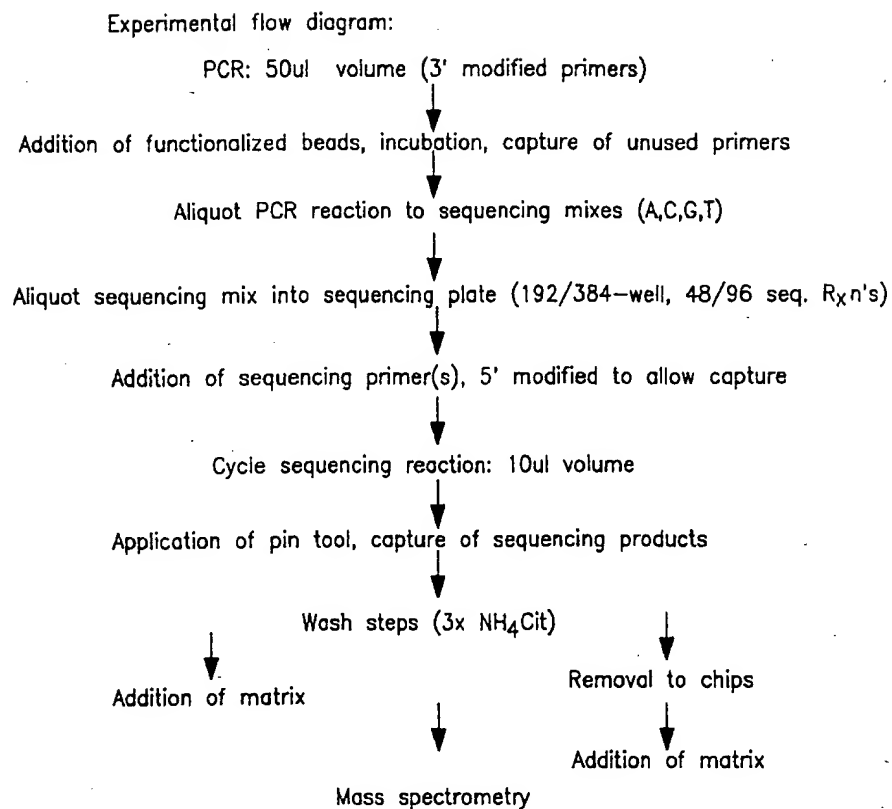 Experimental flow diagram:
PCR: 50ul volume (3' modified primers)
Addition of functionalized beads, incubation, capture of unused primers
Aliquot PCR reaction to sequencing mixes (A,C,G,T)
Aliquot sequencing mix into sequencing plate (192/384-well, 48/96 seq. RXn's)
Addition of sequencing primer(s), 5' modified to allow capture
Cycle sequencing reaction: 10ul volume
Application of pin tool, capture of sequencing products
Wash steps (3x NH4Cit)
Addition of matrix
Removal to chips
Addition of matrix
Mass spectrometry